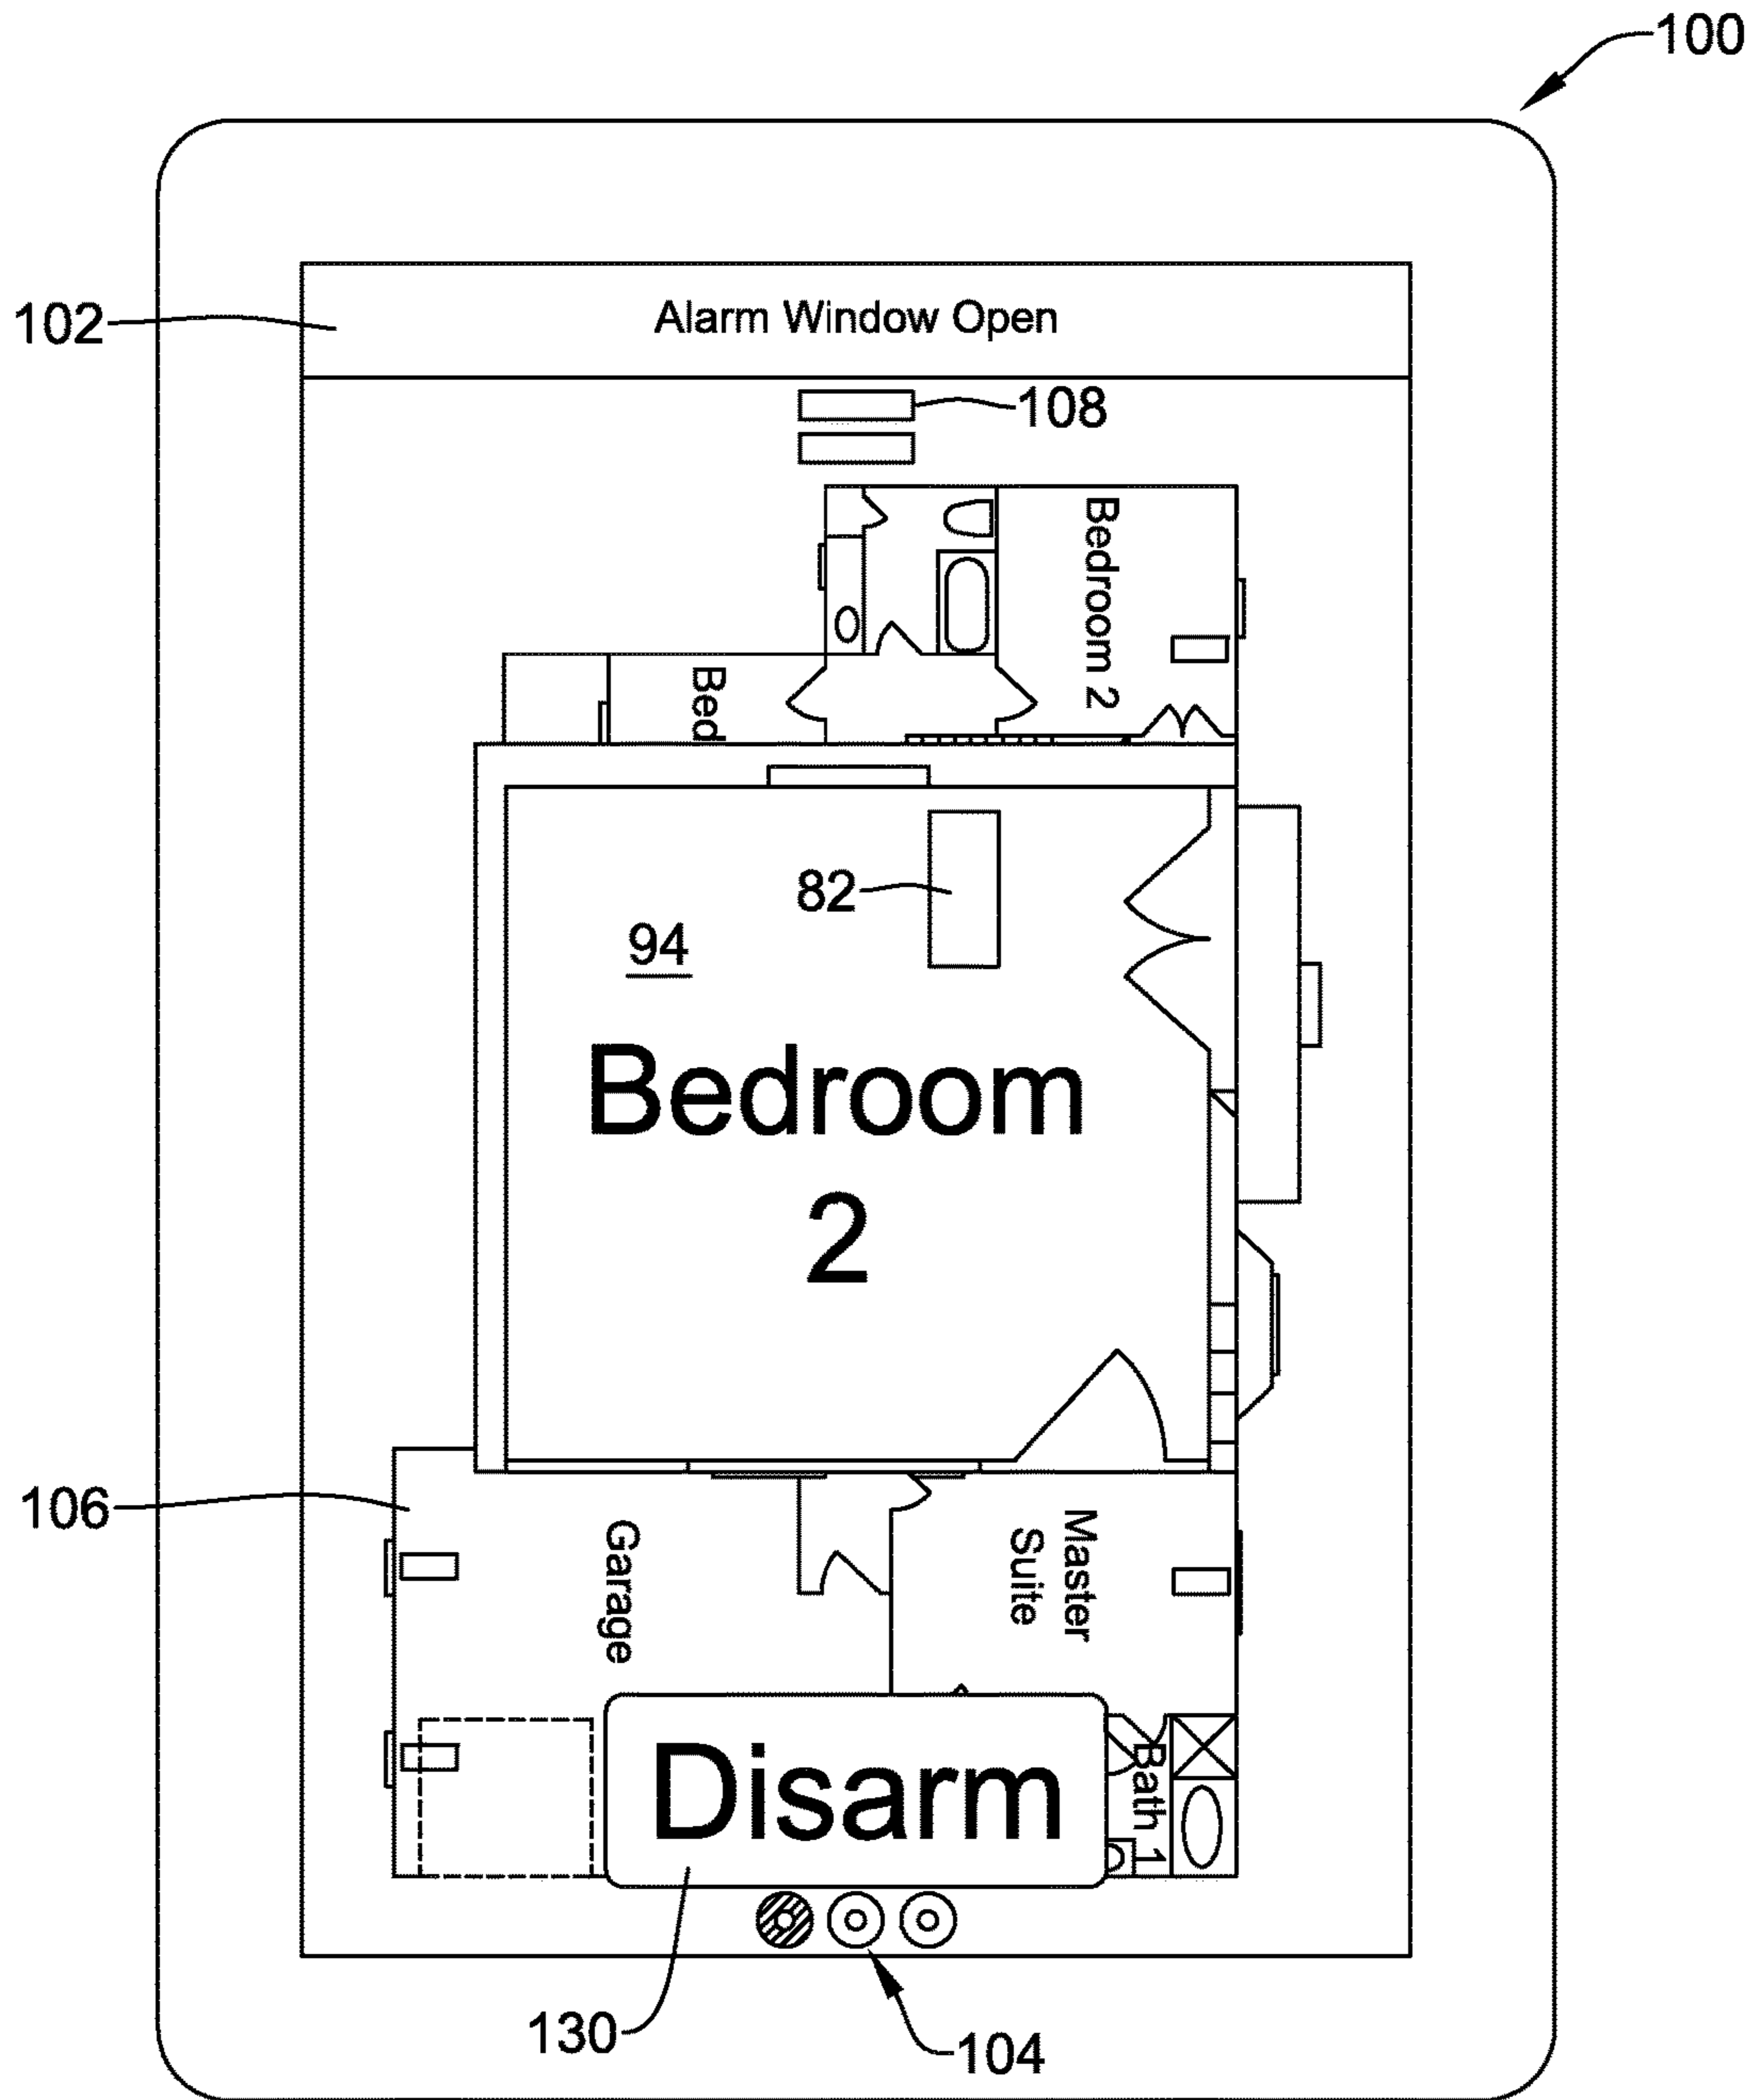 100
102
Alarm Window Open
108
Bedroom 2
Bed
82
94
Bedroom
2
106
Garage
Master
Suite
Disarm
Bath 1
130
104